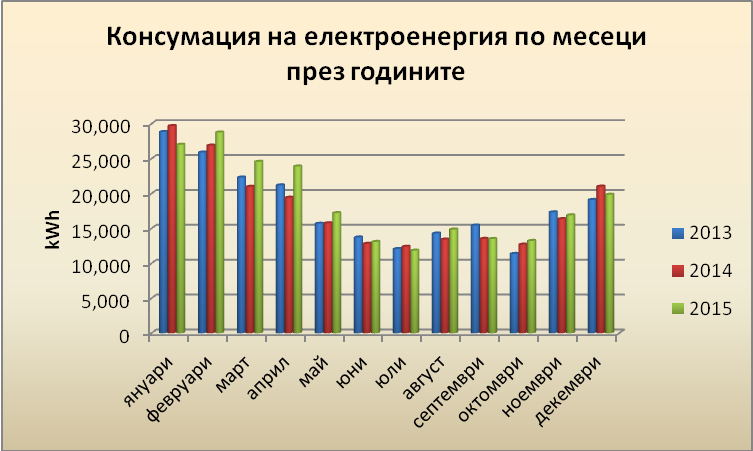 Консумация на електроенергия по месеци
през годините
kWh
30,000
25,000
20,000
15,000
10,000
5,000
0
януари
февруари
март
април
май
юни
юли
август
септември
октомври
ноември
декември
2013
2014
2015